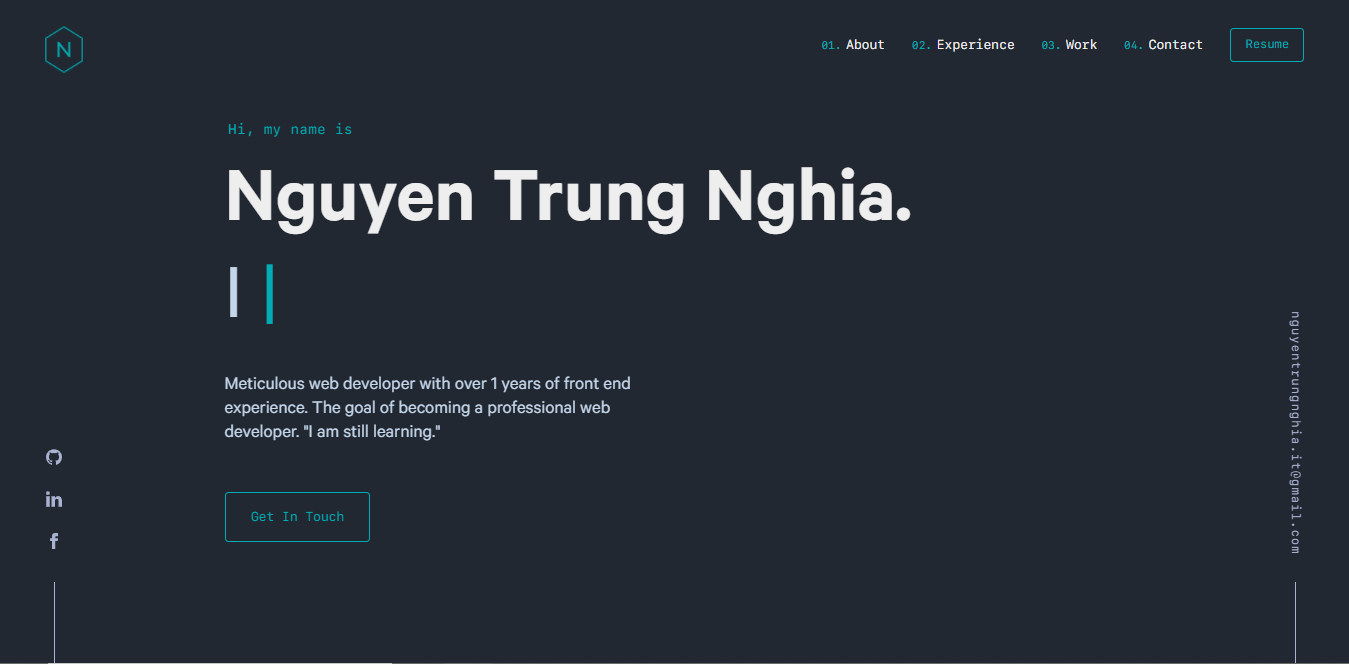 N
01. About 02. Experience 03. Work 04. Contact Resume
Hi, my name is
Nguyen Trung Nghia.
I |
Meticulous web developer with over 1 years of front end
experience. The goal of becoming a professional web
developer. "I am still learning."
Get In Touch
nguyentrungnghia.it@gmail.com